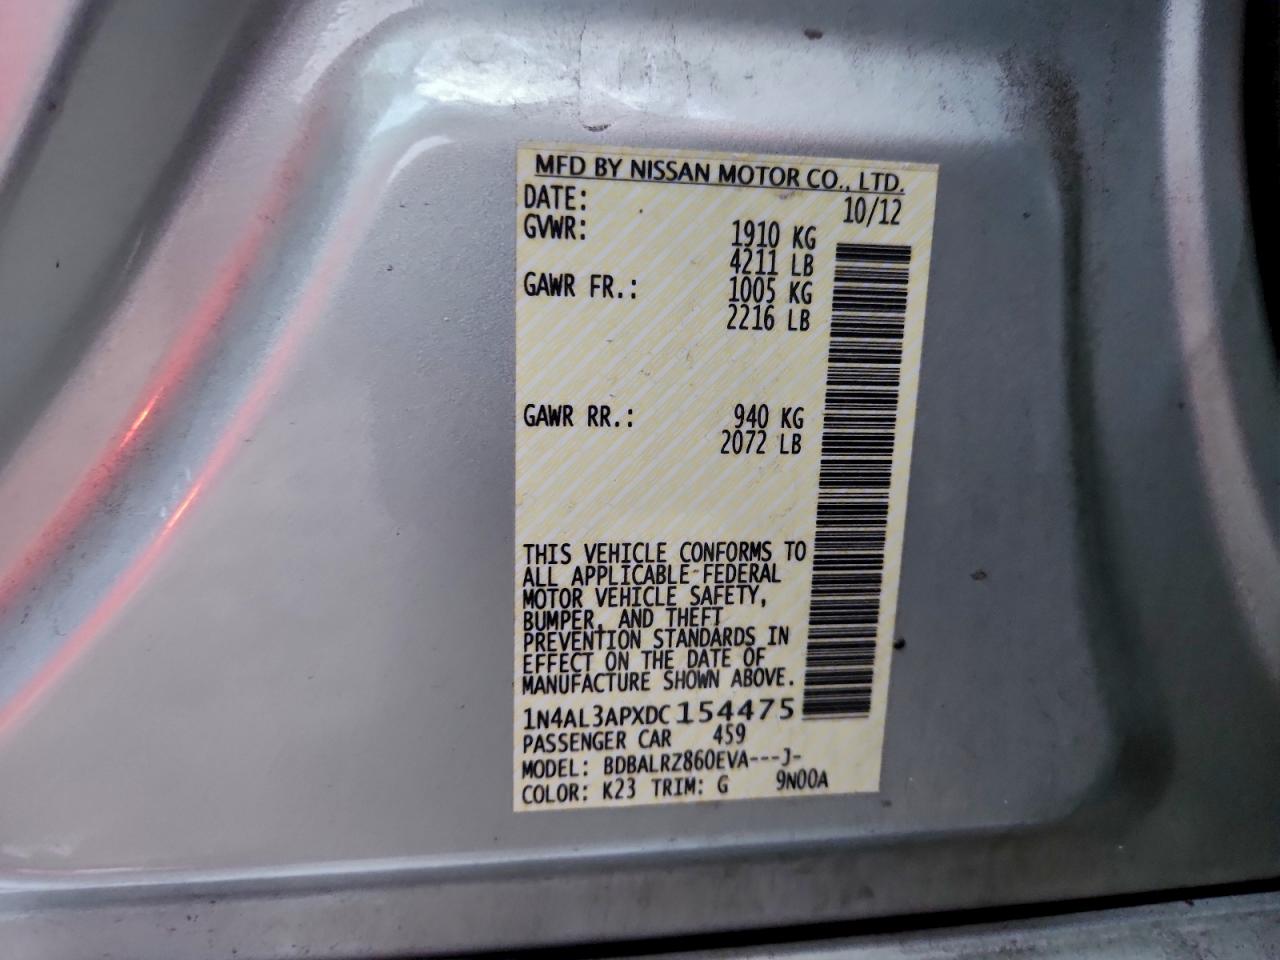 MFD BY NISSAN MOTOR CO., LTD.
DATE: 10/12
GVWR: 1910 KG
4211 LB
GAWR FR.: 1005 KG
2216 LB
GAWR RR.: 940 KG
2072 LB
THIS VEHICLE CONFORMS TO
ALL APPLICABLE FEDERAL
MOTOR VEHICLE SAFETY,
BUMPER, AND THEFT
PREVENTION STANDARDS IN
EFFECT ON THE DATE OF
MANUFACTURE SHOWN ABOVE.
1N4AL3APXDC154475
PASSENGER CAR 459
MODEL: BDBALRZ860EVA---J-
COLOR: K23 TRIM: G 9N00A